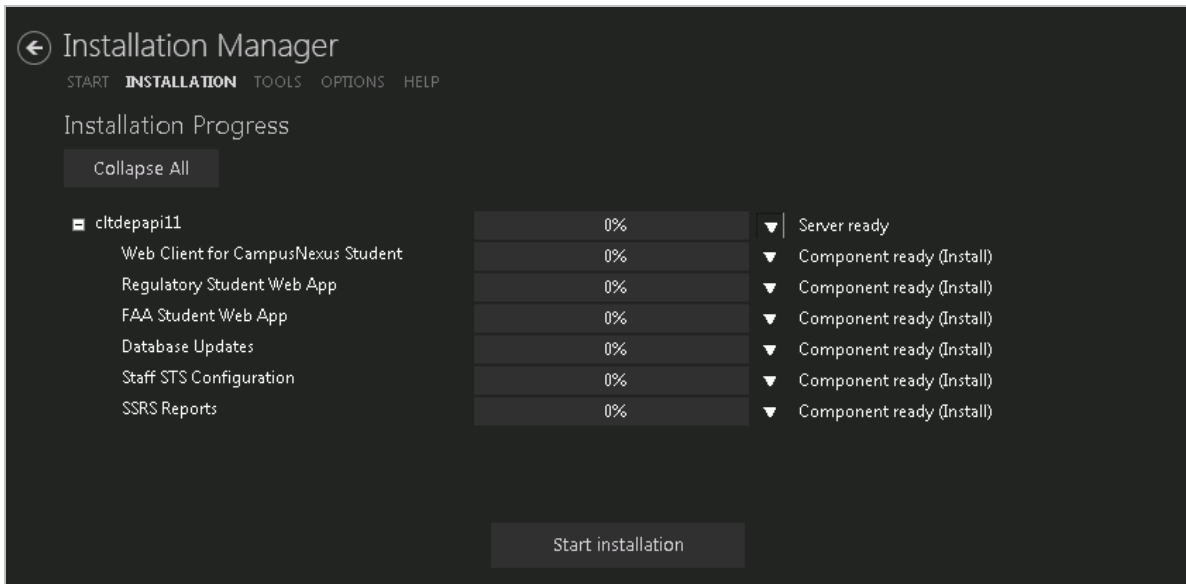 Installation Manager
START INSTALLATION TOOLS OPTIONS HELP
Installation Progress
Collapse All
cltdepapi11 0% Server ready
Web Client for CampusNexus Student 0% Component ready (Install)
Regulatory Student Web App 0% Component ready (Install)
FAA Student Web App 0% Component ready (Install)
Database Updates 0% Component ready (Install)
Staff STS Configuration 0% Component ready (Install)
SSRS Reports 0% Component ready (Install)
Start installation